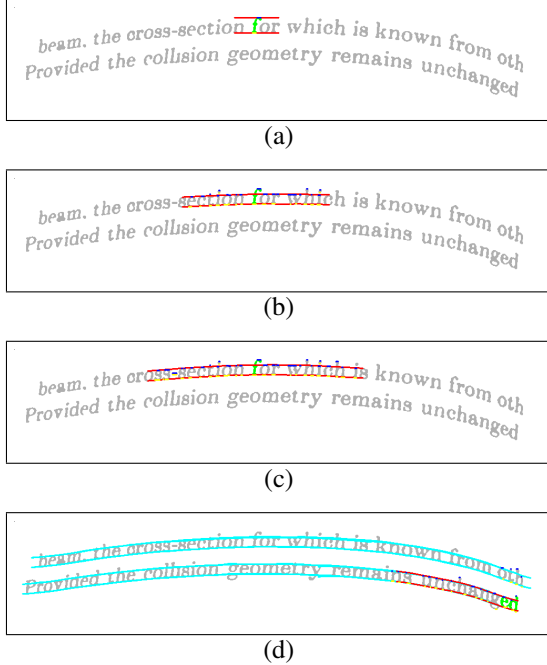 beam, the cross-section for which is known from oth
Provided the collision geometry remains unchanged
(a)
beam, the cross-section for which is known from oth
Provided the collision geometry remains unchanged
(b)
beam, the cross-section for which is known from oth
Provided the collision geometry remains unchanged
(c)
beam, the cross-section for which is known from oth
Provided the collision geometry remains unchanged
(d)